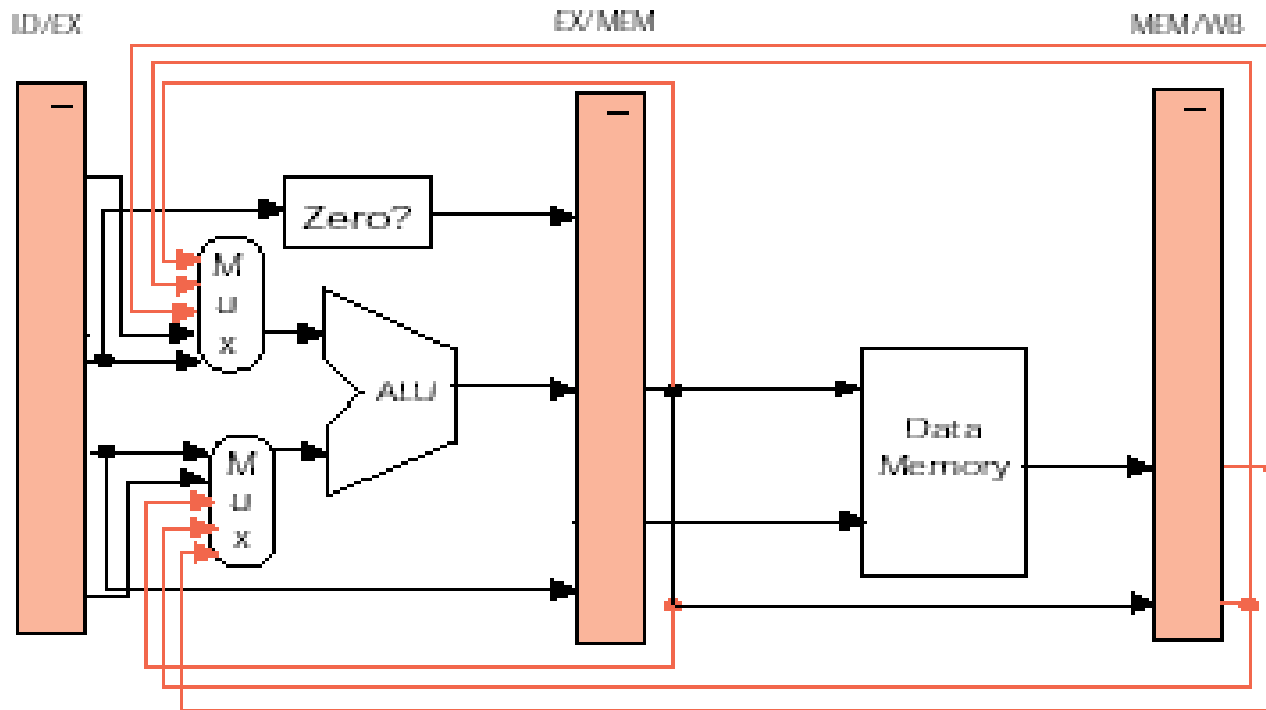 ID/EX
EX/MEM
MEM/WB
Zero?
M
u
x
ALU
Data
Memory
M
u
x